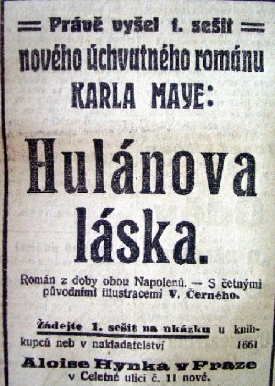 Právě vyšel 1. sešit
nového úchvatného románu
KARLA MAYE:
Hulánova
láska.
Román z doby obou Napoleonů. — S četnými
původními illustracemi V. Černého.
Žádejte 1. sešit na ukázku u knih-
kupců neb v nakladatelství 1661
Aloise Hynka v Praze
v Celetné ulici č. 11 nové.